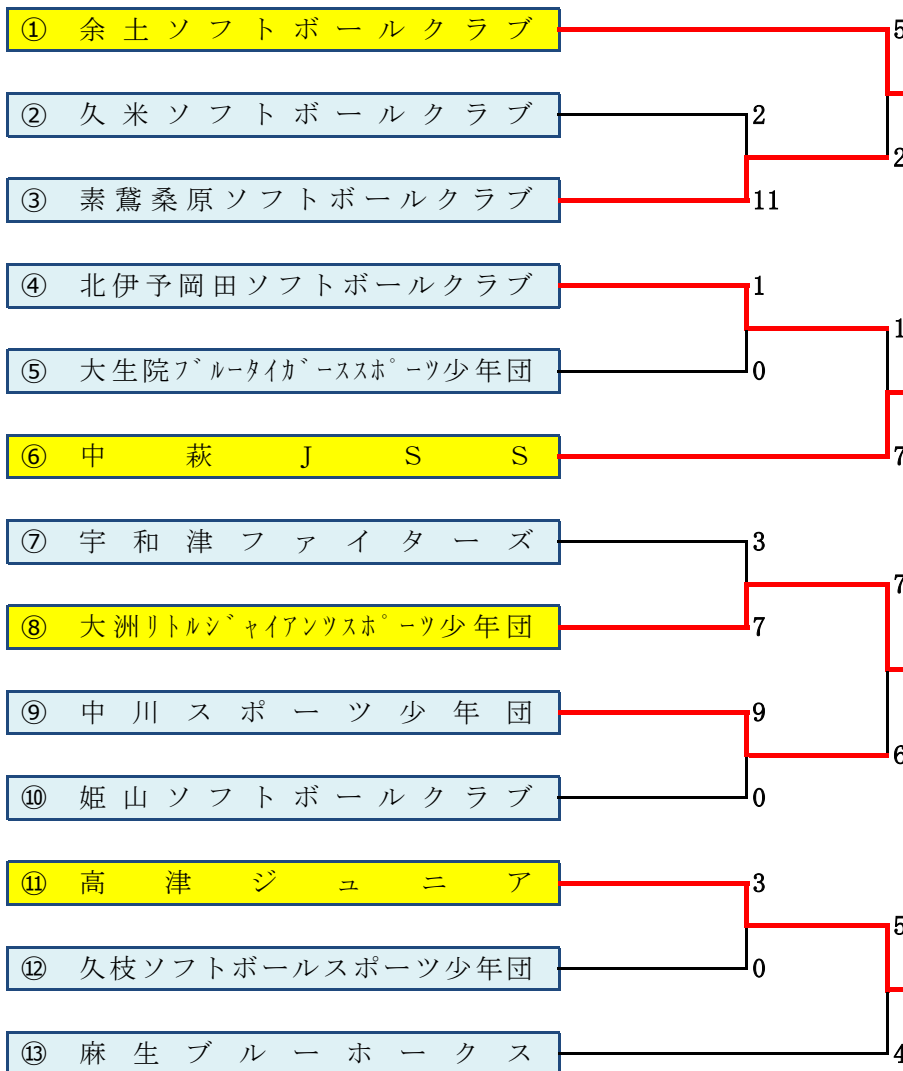 ① 余土ソフトボールクラブ
5
② 久米ソフトボールクラブ
2
2
③ 素鵞桑原ソフトボールクラブ
11
④ 北伊予岡田ソフトボールクラブ
1
1
⑤ 大生院ﾌﾞﾙｰﾀｲｶﾞｰｽｽﾎﾟｰﾂ少年団
0
⑥ 中萩JSS
7
⑦ 宇和津ファイターズ
3
7
⑧ 大洲ﾘﾄﾙｼﾞｬｲｱﾝﾂｽﾎﾟｰﾂ少年団
7
⑨ 中川スポーツ少年団
9
6
⑩ 姫山ソフトボールクラブ
0
⑪ 高津ジュニア
3
5
⑫ 久枝ソフトボールスポーツ少年団
0
⑬ 麻生ブルーホークス
4